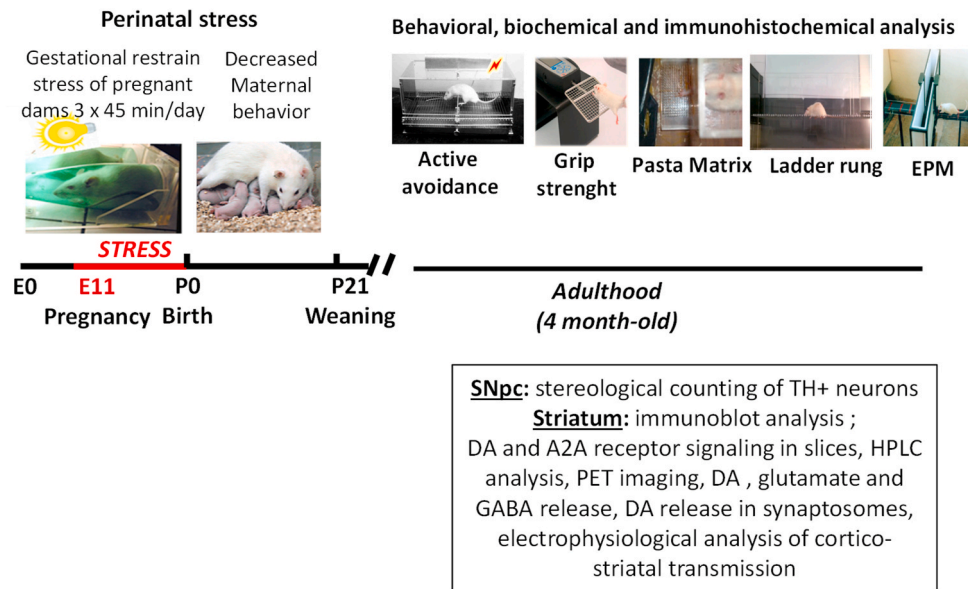 Perinatal stress
Gestational restrain
stress of pregnant
dams 3 x 45 min/day
Decreased
Maternal
behavior
Behavioral, biochemical and immunohistochemical analysis
Active
avoidance
Grip
strenght
Pasta Matrix
Ladder rung
EPM
STRESS
E0
E11
P0
P21
Pregnancy
Birth
Weaning
Adulthood
(4 month-old)
SNpc: stereological counting of TH+ neurons
Striatum: immunoblot analysis ;
DA and A2A receptor signaling in slices, HPLC
analysis, PET imaging, DA , glutamate and
GABA release, DA release in synaptosomes,
electrophysiological analysis of cortico-
striatal transmission